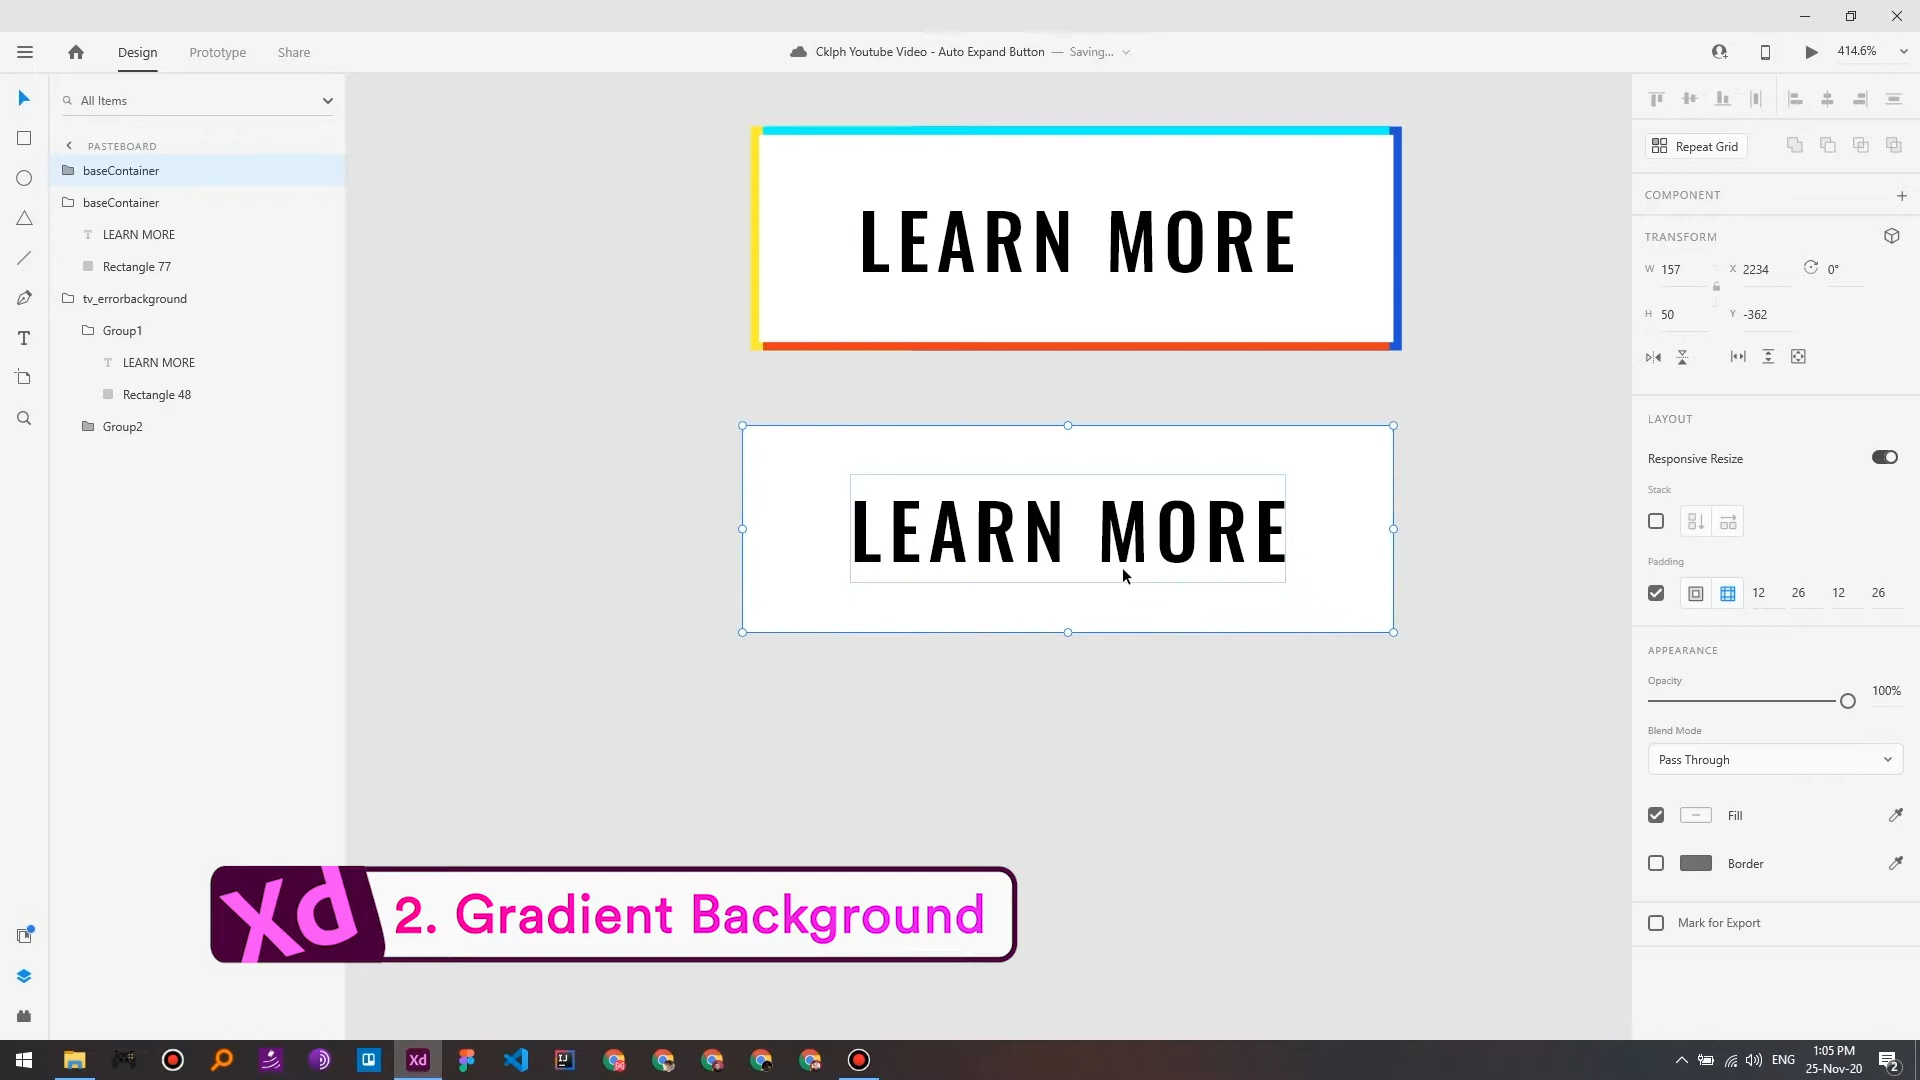 Design
Prototype
Share
Cklph Youtube Video - Auto Expand Button — Saving...
414.6%
All Items
PASTEBOARD
baseContainer
baseContainer
LEARN MORE
Rectangle 77
tv_errorbackground
Group1
LEARN MORE
Rectangle 48
Group2
LEARN MORE
LEARN MORE
Xd 2. Gradient Background
Repeat Grid
COMPONENT
TRANSFORM
W 157 X 2234 0°
H 50 Y -362
LAYOUT
Responsive Resize
Stack
Padding
12 26 12 26
APPEARANCE
Opacity
100%
Blend Mode
Pass Through
Fill
Border
Mark for Export
Xd
IJ
ENG
1:05 PM
25-Nov-20
2